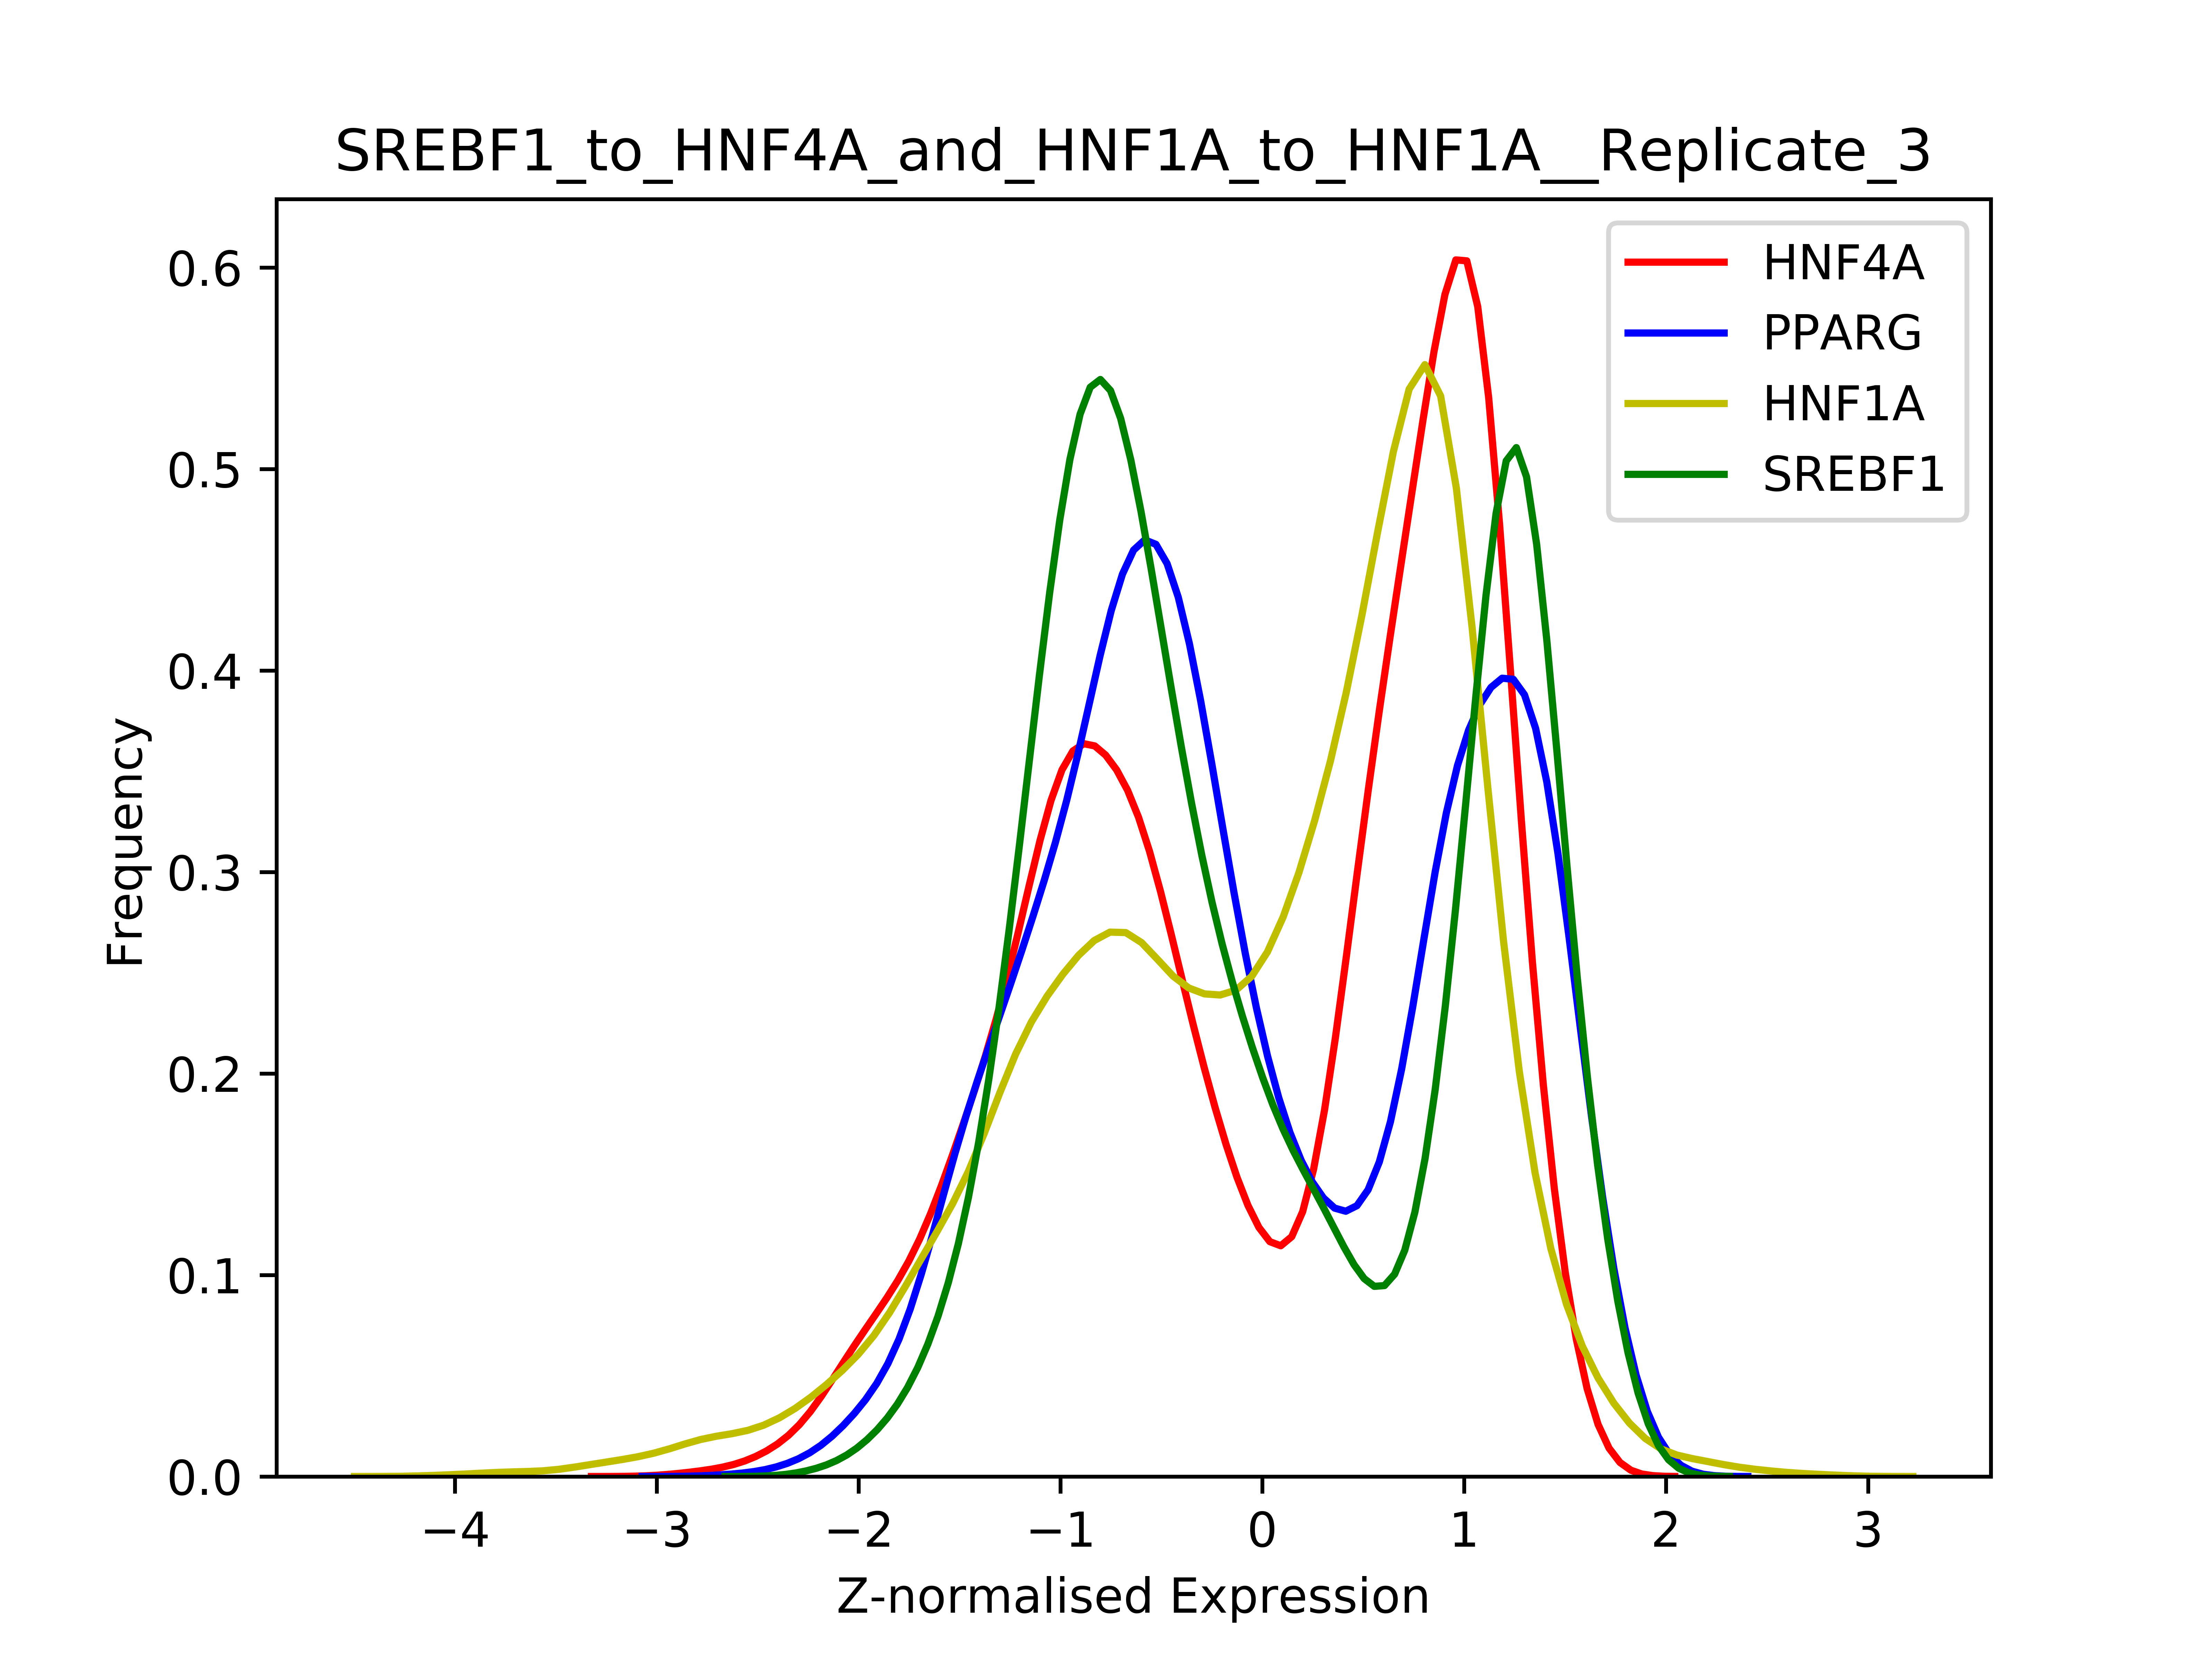 SREBF1_to_HNF4A_and_HNF1A_to_HNF1A__Replicate_3
HNF4A
PPARG
HNF1A
SREBF1
Frequency
0.6
0.5
0.4
0.3
0.2
0.1
0.0
−4 −3 −2 −1 0 1 2 3
Z-normalised Expression